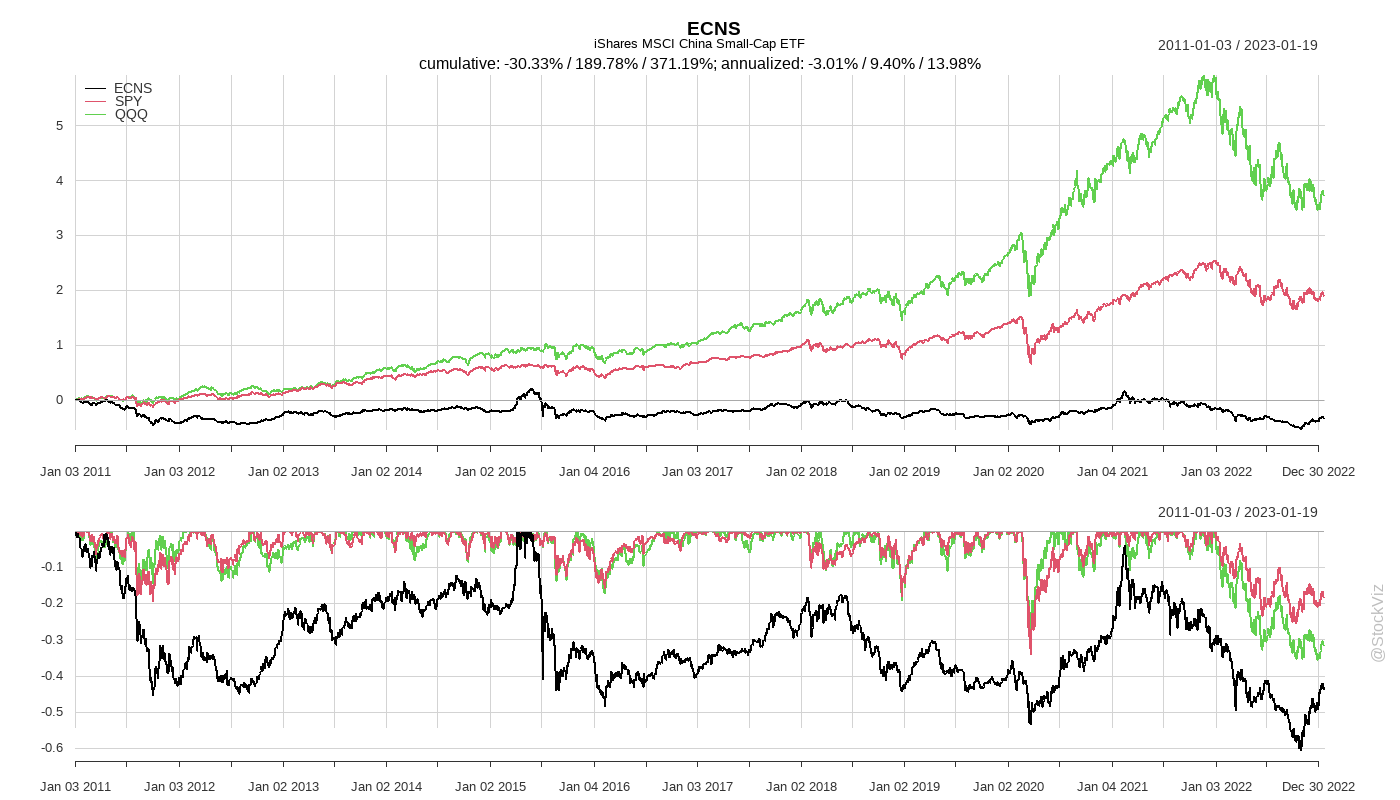 ECNS
iShares MSCI China Small-Cap ETF
2011-01-03 / 2023-01-19
cumulative: -30.33% / 189.78% / 371.19%; annualized: -3.01% / 9.40% / 13.98%
ECNS
SPY
QQQ
5
4
3
2
1
0
Jan 03 2011 Jan 03 2012 Jan 02 2013 Jan 02 2014 Jan 02 2015 Jan 04 2016 Jan 03 2017 Jan 02 2018 Jan 02 2019 Jan 02 2020 Jan 04 2021 Jan 03 2022 Dec 30 2022
2011-01-03 / 2023-01-19
-0.1
-0.2
-0.3
-0.4
-0.5
-0.6
Jan 03 2011 Jan 03 2012 Jan 02 2013 Jan 02 2014 Jan 02 2015 Jan 04 2016 Jan 03 2017 Jan 02 2018 Jan 02 2019 Jan 02 2020 Jan 04 2021 Jan 03 2022 Dec 30 2022
@StockViz